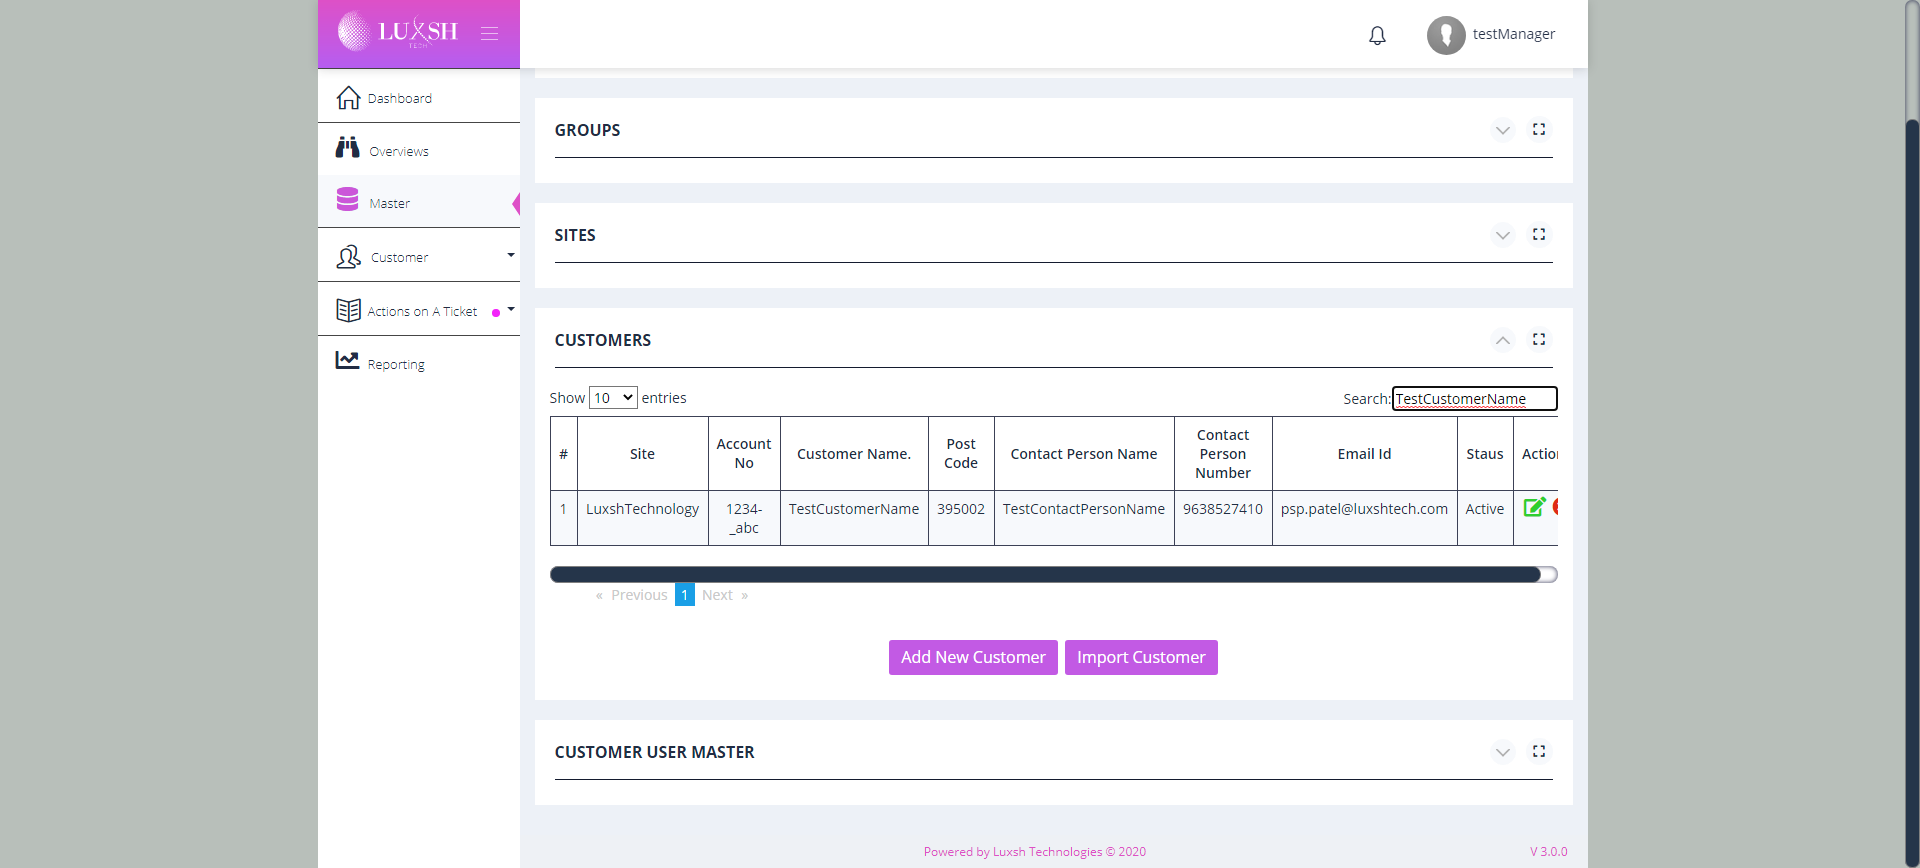 LUXSH
TECH
testManager
Dashboard
Overviews
Master
Customer
Actions on A Ticket
Reporting
GROUPS
SITES
CUSTOMERS
Show 10 entries
Search: TestCustomerName
# Site Account No Customer Name. Post Code Contact Person Name Contact Person Number Email Id Staus Action
1 LuxshTechnology 1234-_abc TestCustomerName 395002 TestContactPersonName 9638527410 psp.patel@luxshtech.com Active
« Previous 1 Next »
Add New Customer Import Customer
CUSTOMER USER MASTER
Powered by Luxsh Technologies © 2020
V 3.0.0